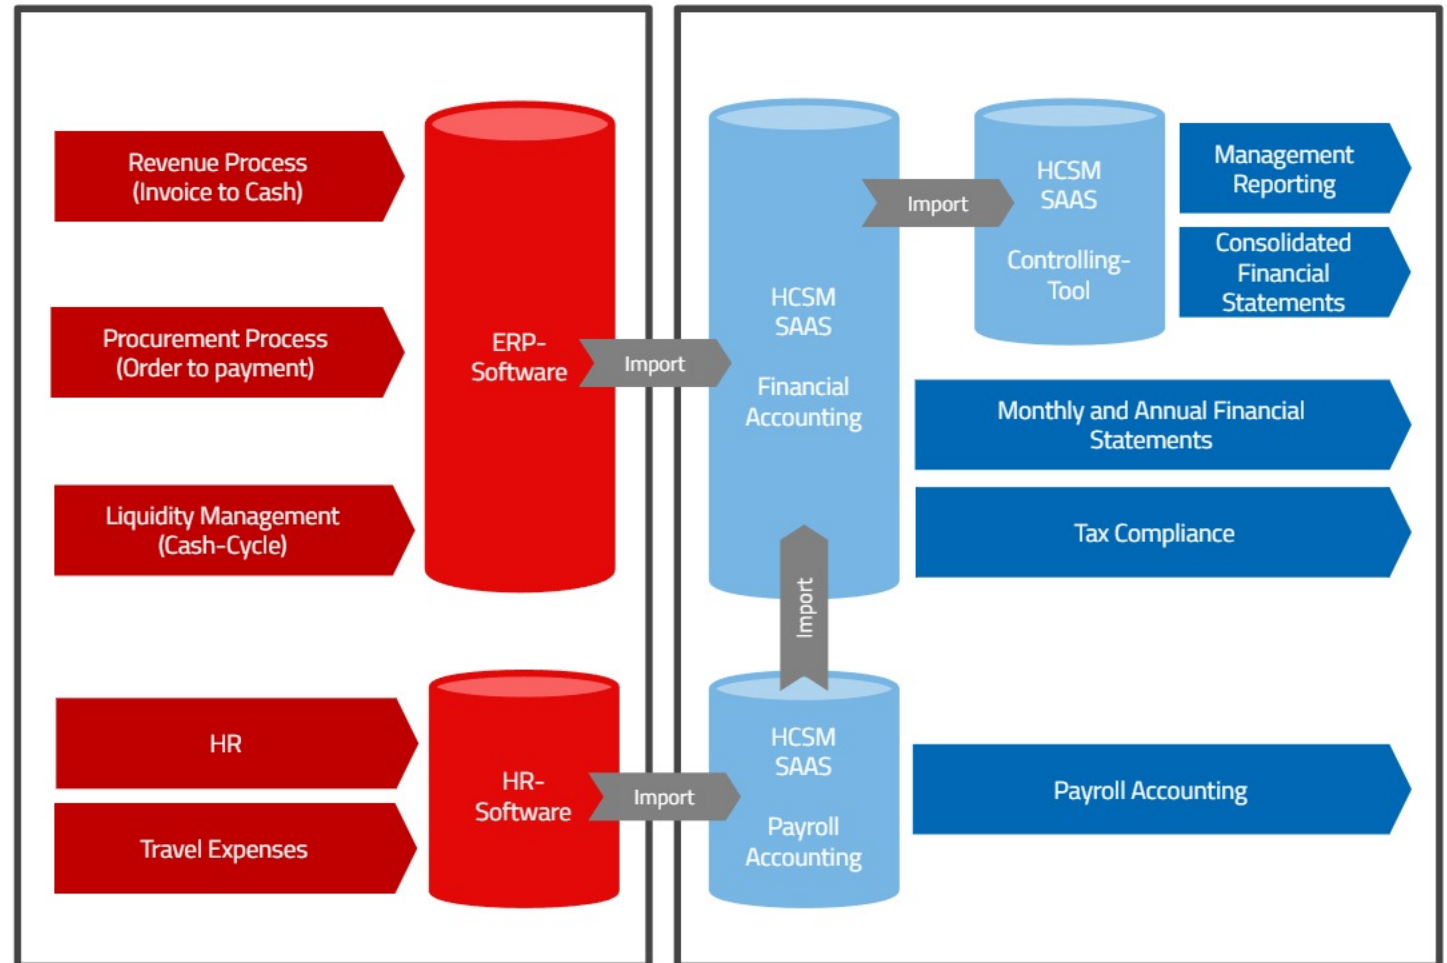 Revenue Process
(Invoice to Cash)
Procurement Process
(Order to payment)
Liquidity Management
(Cash-Cycle)
ERP-
Software
Import
HR
Travel Expenses
HR-
Software
Import
HCSM
SAAS
Financial
Accounting
Import
HCSM
SAAS
Controlling-
Tool
Management
Reporting
Consolidated
Financial
Statements
Monthly and Annual Financial
Statements
Tax Compliance
Import
HCSM
SAAS
Payroll
Accounting
Payroll Accounting